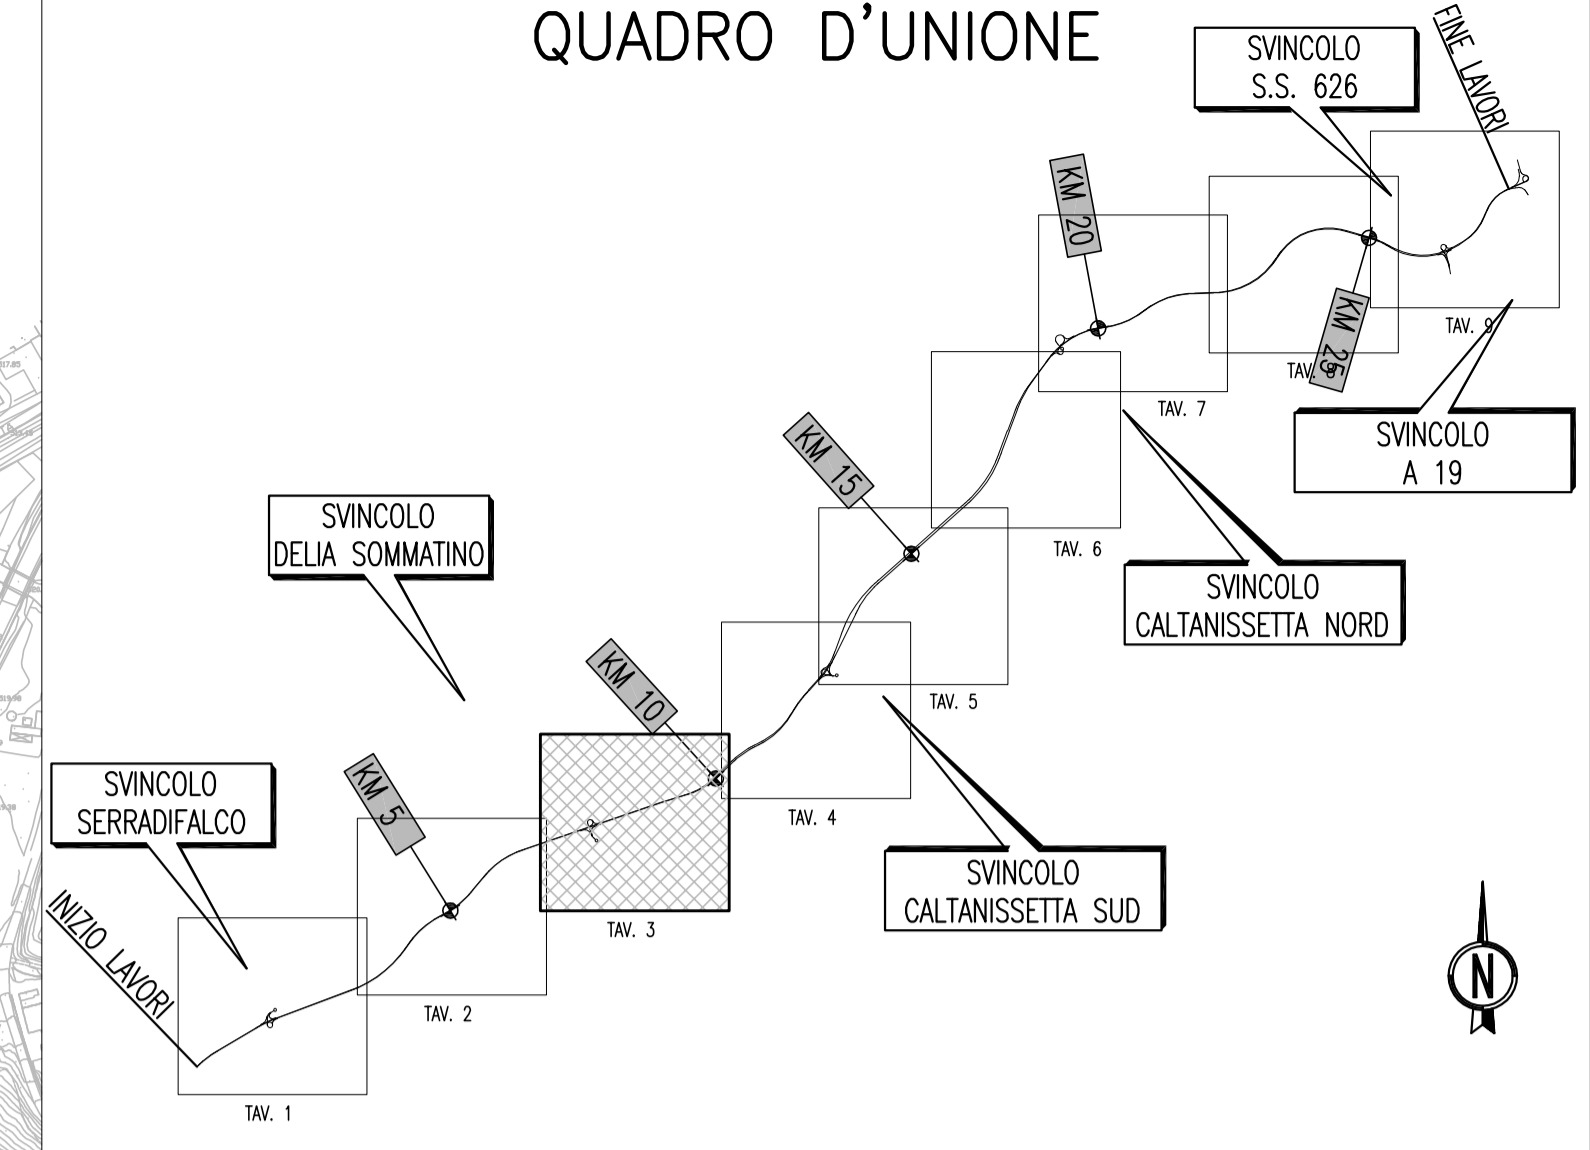 QUADRO D'UNIONE
SVINCOLO
S.S. 626
FINE LAVORI
KM 20
KM 25
TAV. 9
TAV. 8
TAV. 7
SVINCOLO
A 19
KM 15
SVINCOLO
DELIA SOMMATINO
TAV. 6
SVINCOLO
CALTANISSETTA NORD
KM 10
TAV. 5
SVINCOLO
SERRADIFALCO
KM 5
TAV. 4
SVINCOLO
CALTANISSETTA SUD
TAV. 3
INIZIO LAVORI
TAV. 2
N
TAV. 1